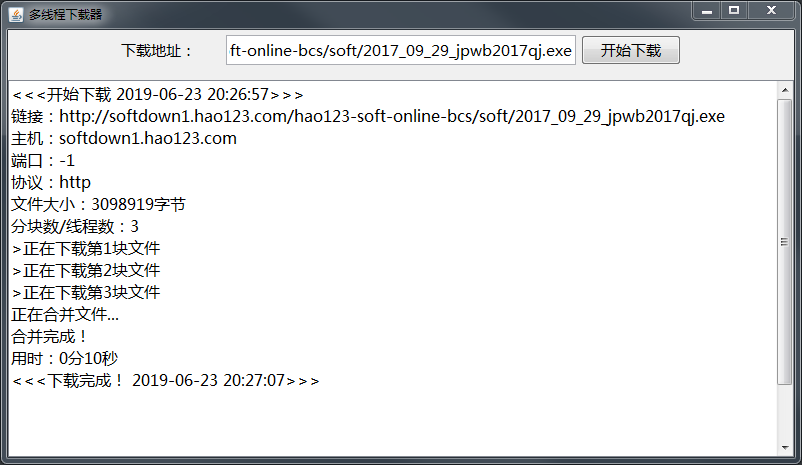 多线程下载器
下载地址： ft-online-bcs/soft/2017_09_29_jpwb2017qj.exe 开始下载
<<<开始下载 2019-06-23 20:26:57>>>
链接：http://softdown1.hao123.com/hao123-soft-online-bcs/soft/2017_09_29_jpwb2017qj.exe
主机：softdown1.hao123.com
端口：-1
协议：http
文件大小：3098919字节
分块数/线程数：3
>正在下载第1块文件
>正在下载第2块文件
>正在下载第3块文件
正在合并文件...
合并完成！
用时：0分10秒
<<<下载完成！ 2019-06-23 20:27:07>>>